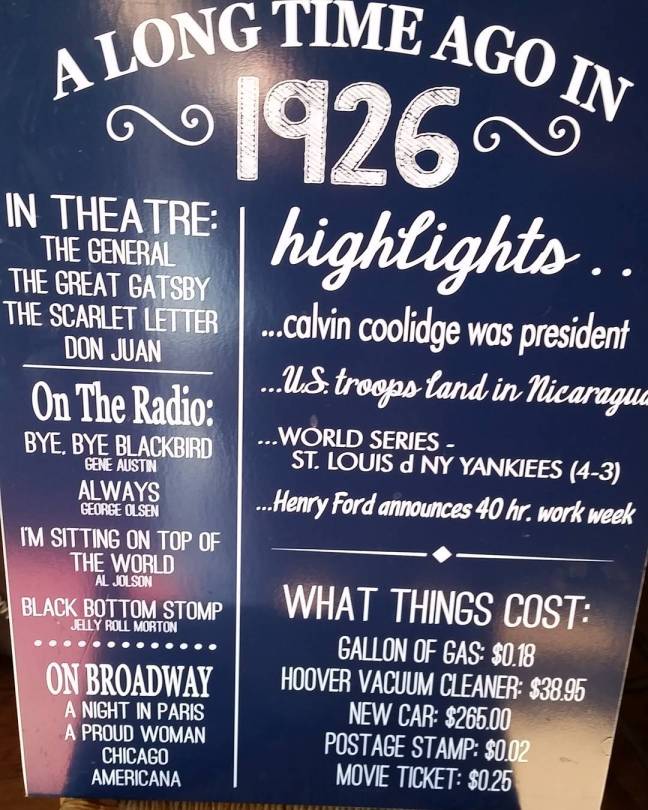 A LONG TIME AGO IN
1926
IN THEATRE:
THE GENERAL
THE GREAT GATSBY
THE SCARLET LETTER
DON JUAN
On The Radio:
BYE, BYE BLACKBIRD
GENE AUSTIN
ALWAYS
GEORGE OLSEN
I'M SITTING ON TOP OF
THE WORLD
AL JOLSON
BLACK BOTTOM STOMP
JELLY ROLL MORTON
ON BROADWAY
A NIGHT IN PARIS
A PROUD WOMAN
CHICAGO
AMERICANA
highlights . .
...calvin coolidge was president
...U.S. troops land in Nicaragua
...WORLD SERIES -
ST. LOUIS d NY YANKIEES (4-3)
...Henry Ford announces 40 hr. work week
WHAT THINGS COST:
GALLON OF GAS: $0.18
HOOVER VACUUM CLEANER: $38.95
NEW CAR: $265.00
POSTAGE STAMP: $0.02
MOVIE TICKET: $0.25